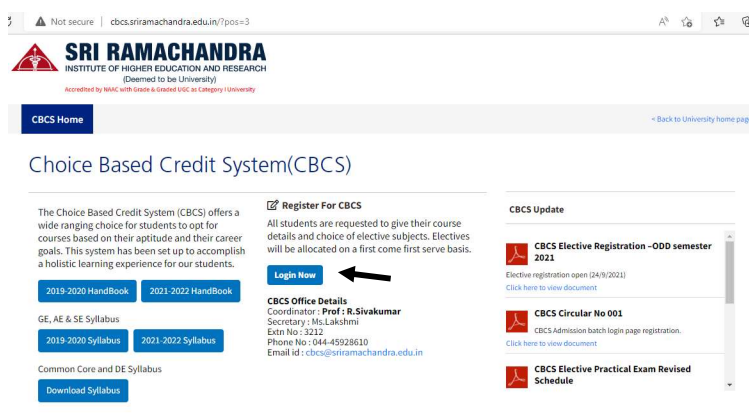 Not secure | cbcs.sriramachandra.edu.in/?pos=3
SRI RAMACHANDRA
INSTITUTE OF HIGHER EDUCATION AND RESEARCH
(Deemed to be University)
Accredited by NAAC with Grade & Graded UGC as Category I University
CBCS Home
< Back to University home page
Choice Based Credit System(CBCS)
The Choice Based Credit System (CBCS) offers a
wide ranging choice for students to opt for
courses based on their aptitude and their career
goals. This system has been set up to accomplish
a holistic learning experience for our students.
2019-2020 HandBook
2021-2022 HandBook
GE, AE & SE Syllabus
2019-2020 Syllabus
2021-2022 Syllabus
Common Core and DE Syllabus
Download Syllabus
Register For CBCS
All students are requested to give their course
details and choice of elective subjects. Electives
will be allocated on a first come first serve basis.
Login Now
CBCS Office Details
Coordinator : Prof : R.Sivakumar
Secretary : Ms.Lakshmi
Extn No : 3212
Phone No : 044-45928610
Email id : cbcs@sriramachandra.edu.in
CBCS Update
CBCS Elective Registration –ODD semester
2021
Elective registration open (24/9/2021)
Click here to view document
CBCS Circular No 001
CBCS Admission batch login page registration.
Click here to view document
CBCS Elective Practical Exam Revised
Schedule